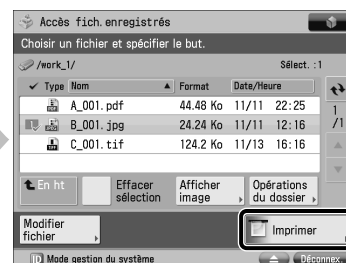 Accès fich.enregistrés
Choisir un fichier et spécifier le but.
/work_1/ Sélect. :1
Type Nom Format Date/Heure
A_001.pdf 44.48 Ko 11/11 22:25
B_001.jpg 24.24 Ko 11/11 12:16
C_001.tif 124.2 Ko 11/13 16:16
1
/1
En ht
Effacer sélection
Afficher image
Opérations du dossier
Modifier fichier
Imprimer
ID Mode gestion du système
Déconnex.